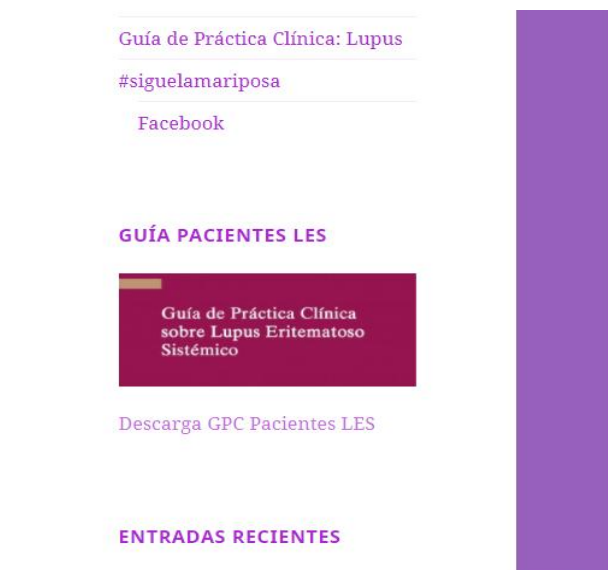 Guía de Práctica Clínica: Lupus
#siguelamariposa
Facebook
GUÍA PACIENTES LES
Guía de Práctica Clínica
sobre Lupus Eritematoso
Sistémico
Descarga GPC Pacientes LES
ENTRADAS RECIENTES